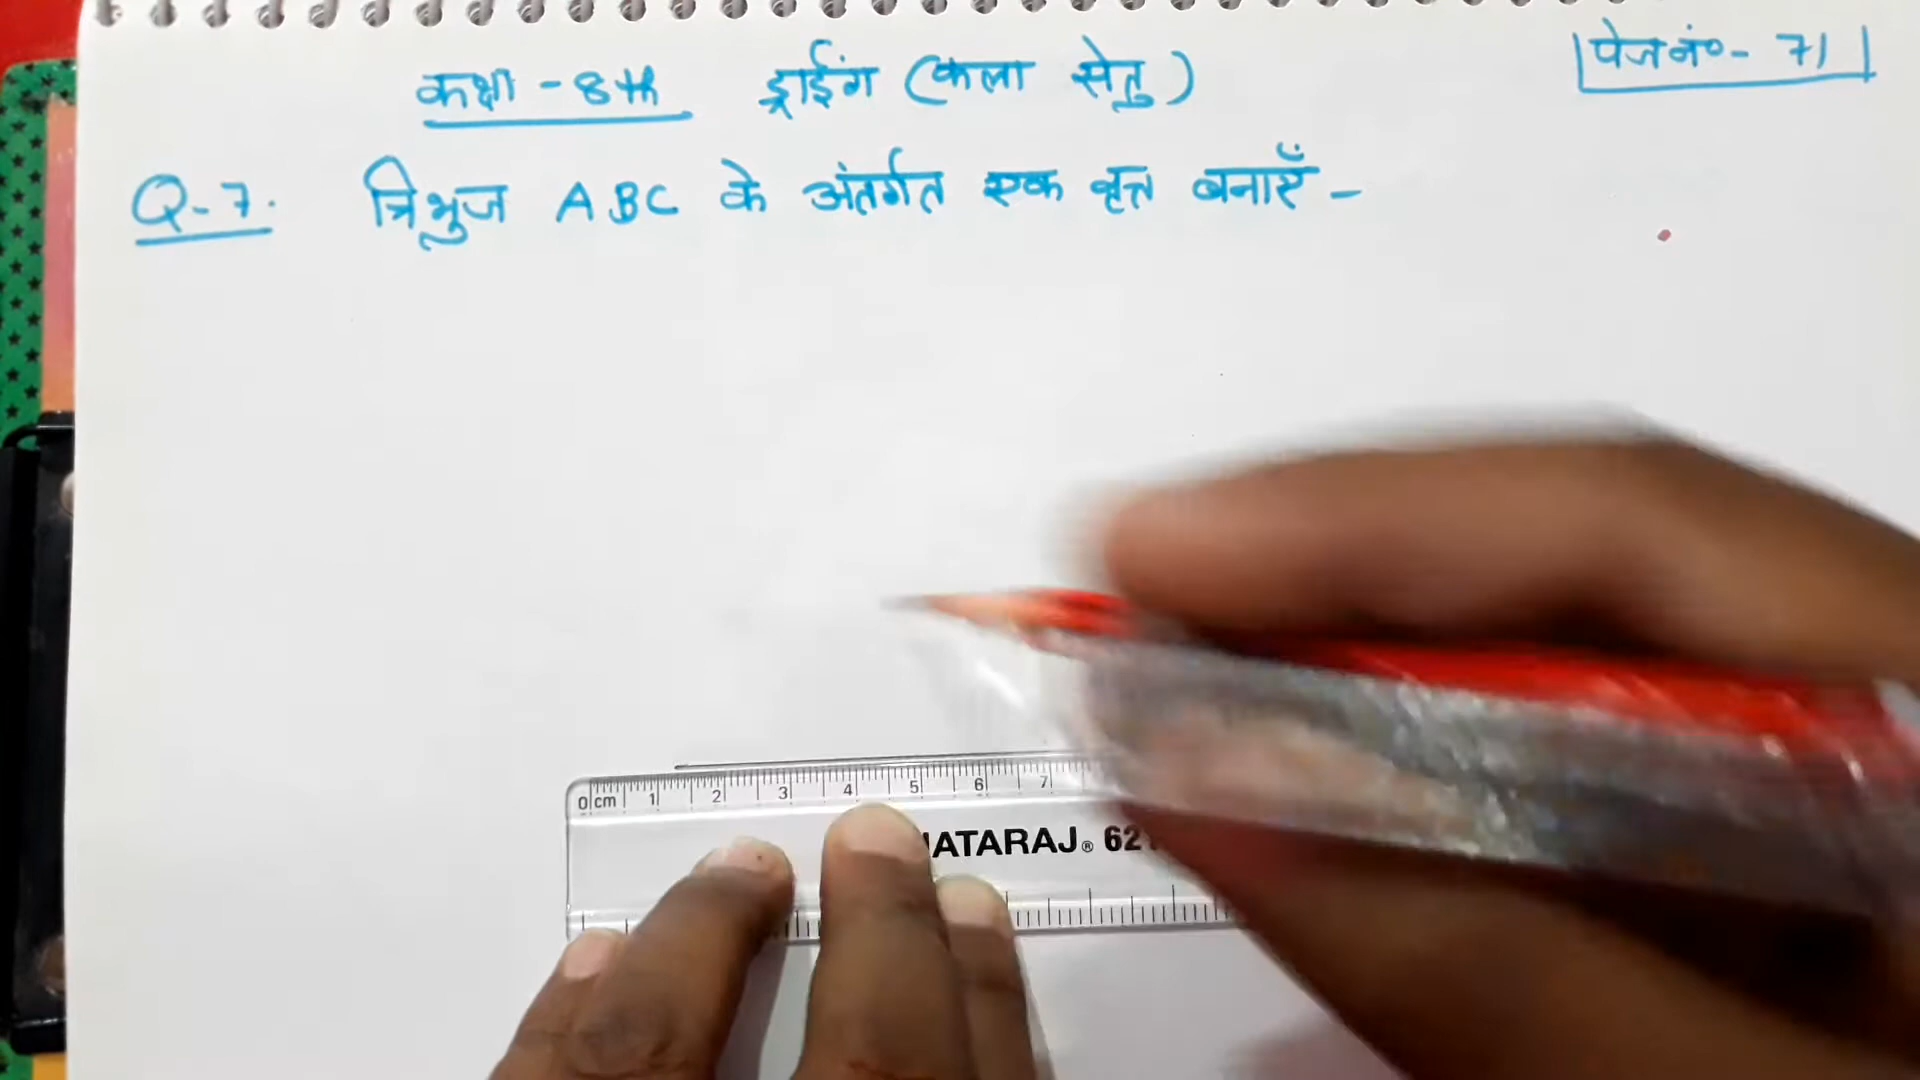 कक्षा - 8th ड्राईंग (कला सेतु)
पेज नं० - 71
Q-7. त्रिभुज ABC के अंतर्गत एक वृत्त बनाएँ -
0 cm 1 2 3 4 5 6 7
NATARAJ® 62